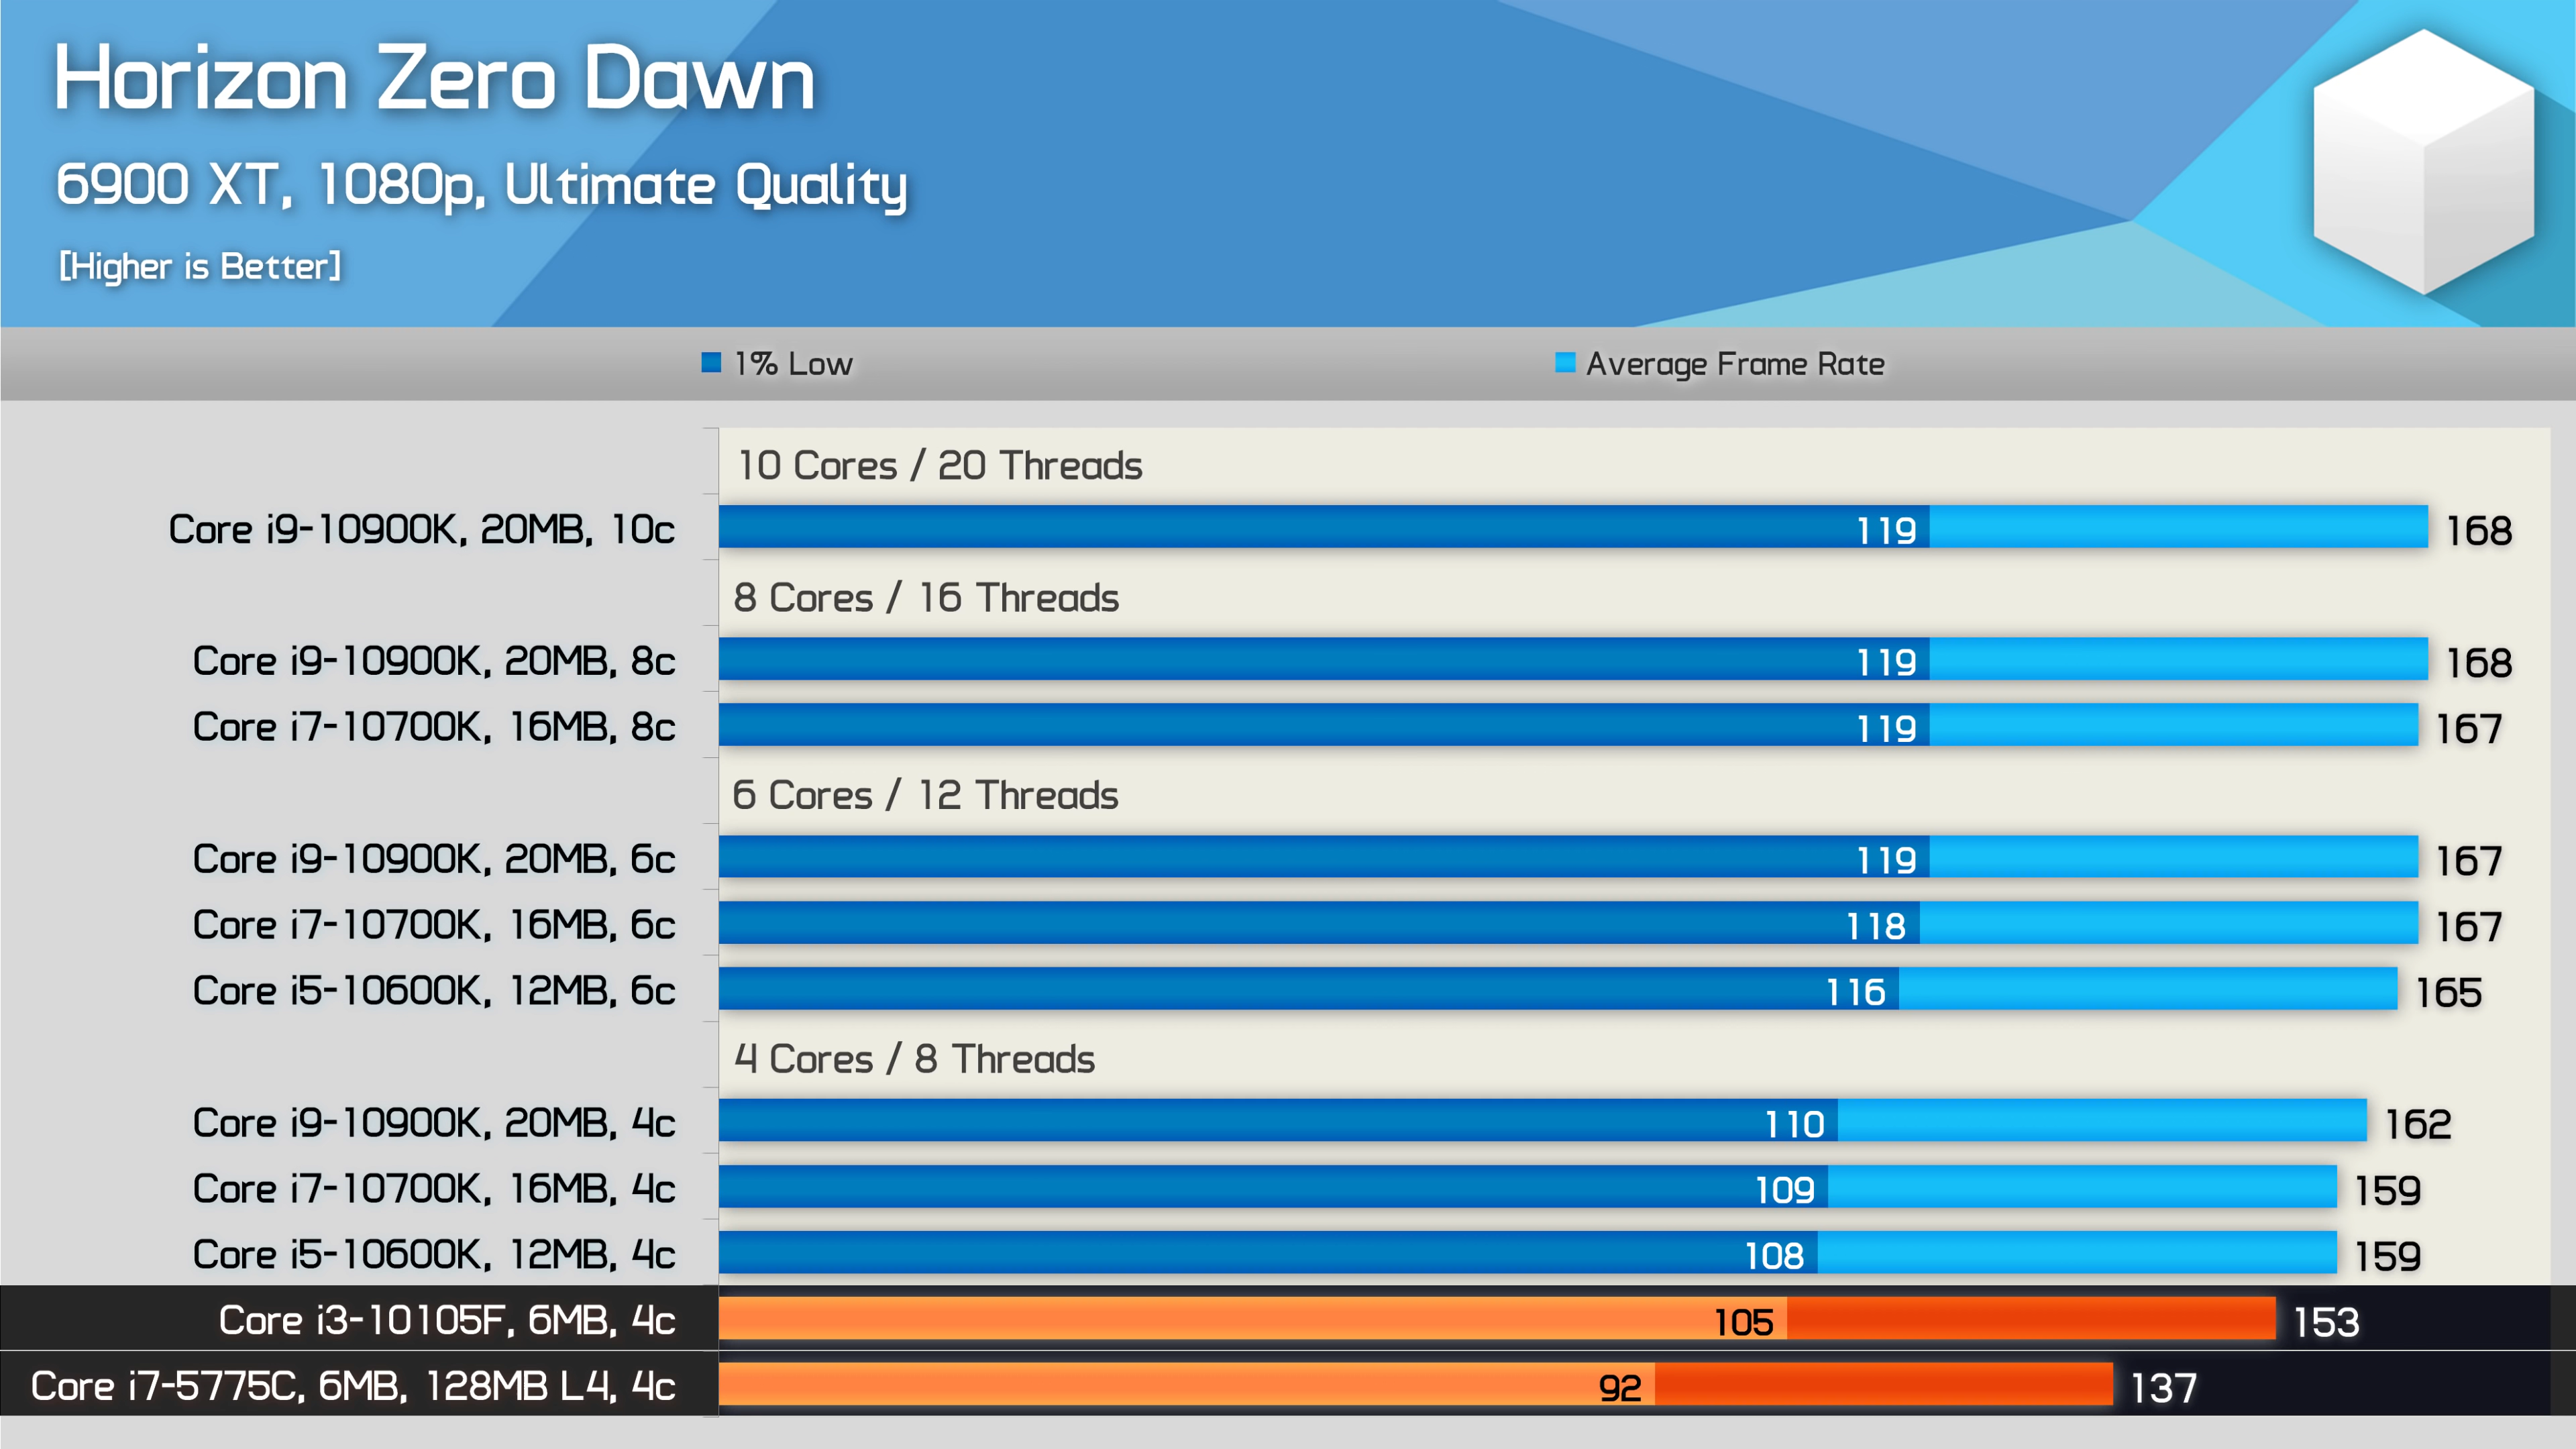 Horizon Zero Dawn
6900 XT, 1080p, Ultimate Quality
[Higher is Better]
1% Low Average Frame Rate
10 Cores / 20 Threads
Core i9-10900K, 20MB, 10c 119 168
8 Cores / 16 Threads
Core i9-10900K, 20MB, 8c 119 168
Core i7-10700K, 16MB, 8c 119 167
6 Cores / 12 Threads
Core i9-10900K, 20MB, 6c 119 167
Core i7-10700K, 16MB, 6c 118 167
Core i5-10600K, 12MB, 6c 116 165
4 Cores / 8 Threads
Core i9-10900K, 20MB, 4c 110 162
Core i7-10700K, 16MB, 4c 109 159
Core i5-10600K, 12MB, 4c 108 159
Core i3-10105F, 6MB, 4c 105 153
Core i7-5775C, 6MB, 128MB L4, 4c 92 137